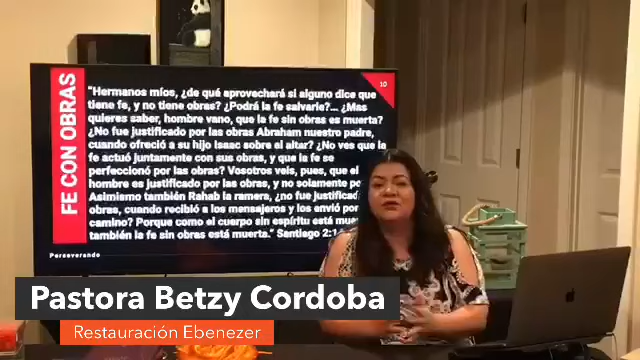 FE CON OBRAS
10
“Hermanos míos, ¿de qué aprovechará si alguno dice que
tiene fe, y no tiene obras? ¿Podrá la fe salvarle?... ¿Mas
quieres saber, hombre vano, que la fe sin obras es muerta?
¿No fue justificado por las obras Abraham nuestro padre,
cuando ofreció a su hijo Isaac sobre el altar? ¿No ves que la
fe actuó juntamente con sus obras, y que la fe se
perfeccionó por las obras? Vosotros veis, pues, que el
hombre es justificado por las obras, y no solamente po
Asimismo también Rahab la ramera, ¿no fue justificad
obras, cuando recibió a los mensajeros y los envió por
camino? Porque como el cuerpo sin espíritu está mue
también la fe sin obras está muerta.” Santiago 2:1
Perseverando
Pastora Betzy Cordoba
Restauración Ebenezer